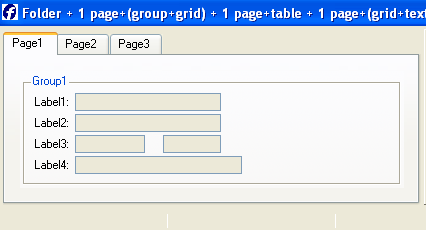 Folder + 1 page+(group+grid) + 1 page+table + 1 page+(grid+tex
Page1 Page2 Page3
Group1
Label1:
Label2:
Label3:
Label4: